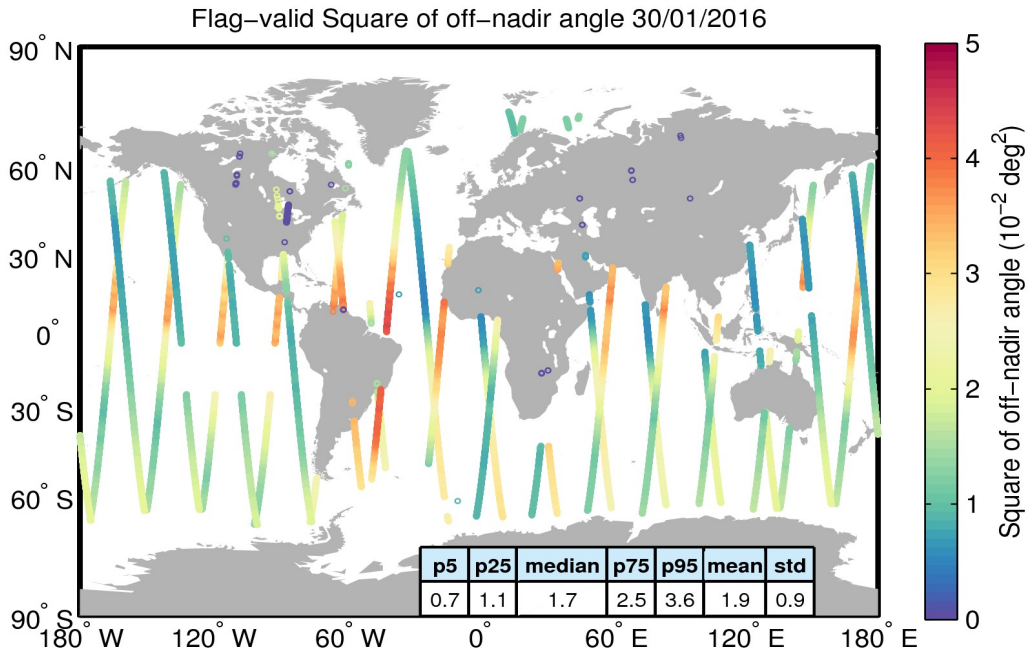 Flag−valid Square of off−nadir angle 30/01/2016
90° N
60° N
30° N
0°
30° S
60° S
90° S
180° W
120° W
60° W
0°
60° E
120° E
180° E
p5 p25 median p75 p95 mean std
0.7 1.1 1.7 2.5 3.6 1.9 0.9
5
4
3
2
1
0
Square of off−nadir angle (10⁻² deg²)